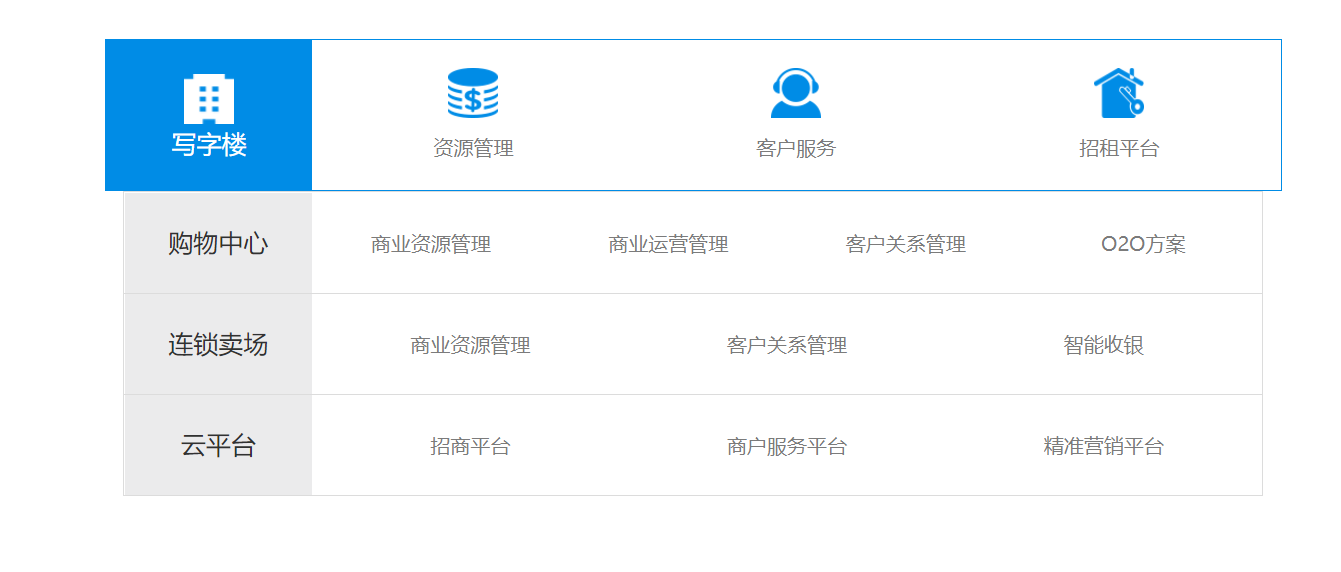 写字楼
资源管理
客户服务
招租平台
购物中心
商业资源管理
商业运营管理
客户关系管理
O2O方案
连锁卖场
商业资源管理
客户关系管理
智能收银
云平台
招商平台
商户服务平台
精准营销平台